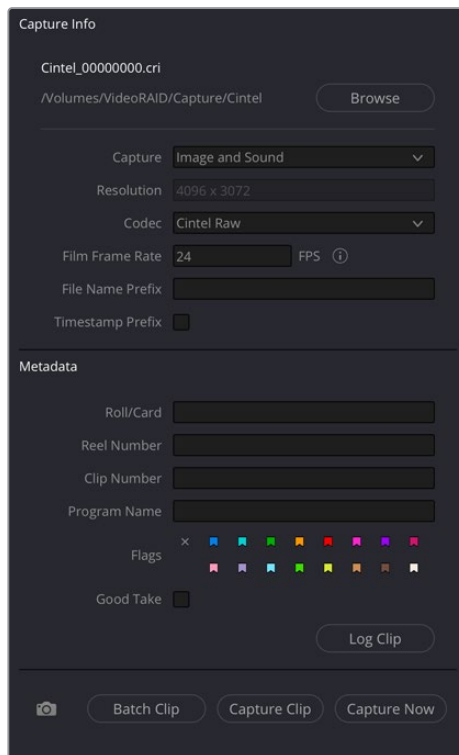 Capture Info
Cintel_00000000.cri
/Volumes/VideoRAID/Capture/Cintel Browse
Capture Image and Sound
Resolution 4096 x 3072
Codec Cintel Raw
Film Frame Rate 24 FPS
File Name Prefix
Timestamp Prefix
Metadata
Roll/Card
Reel Number
Clip Number
Program Name
Flags
Good Take
Log Clip
Batch Clip Capture Clip Capture Now